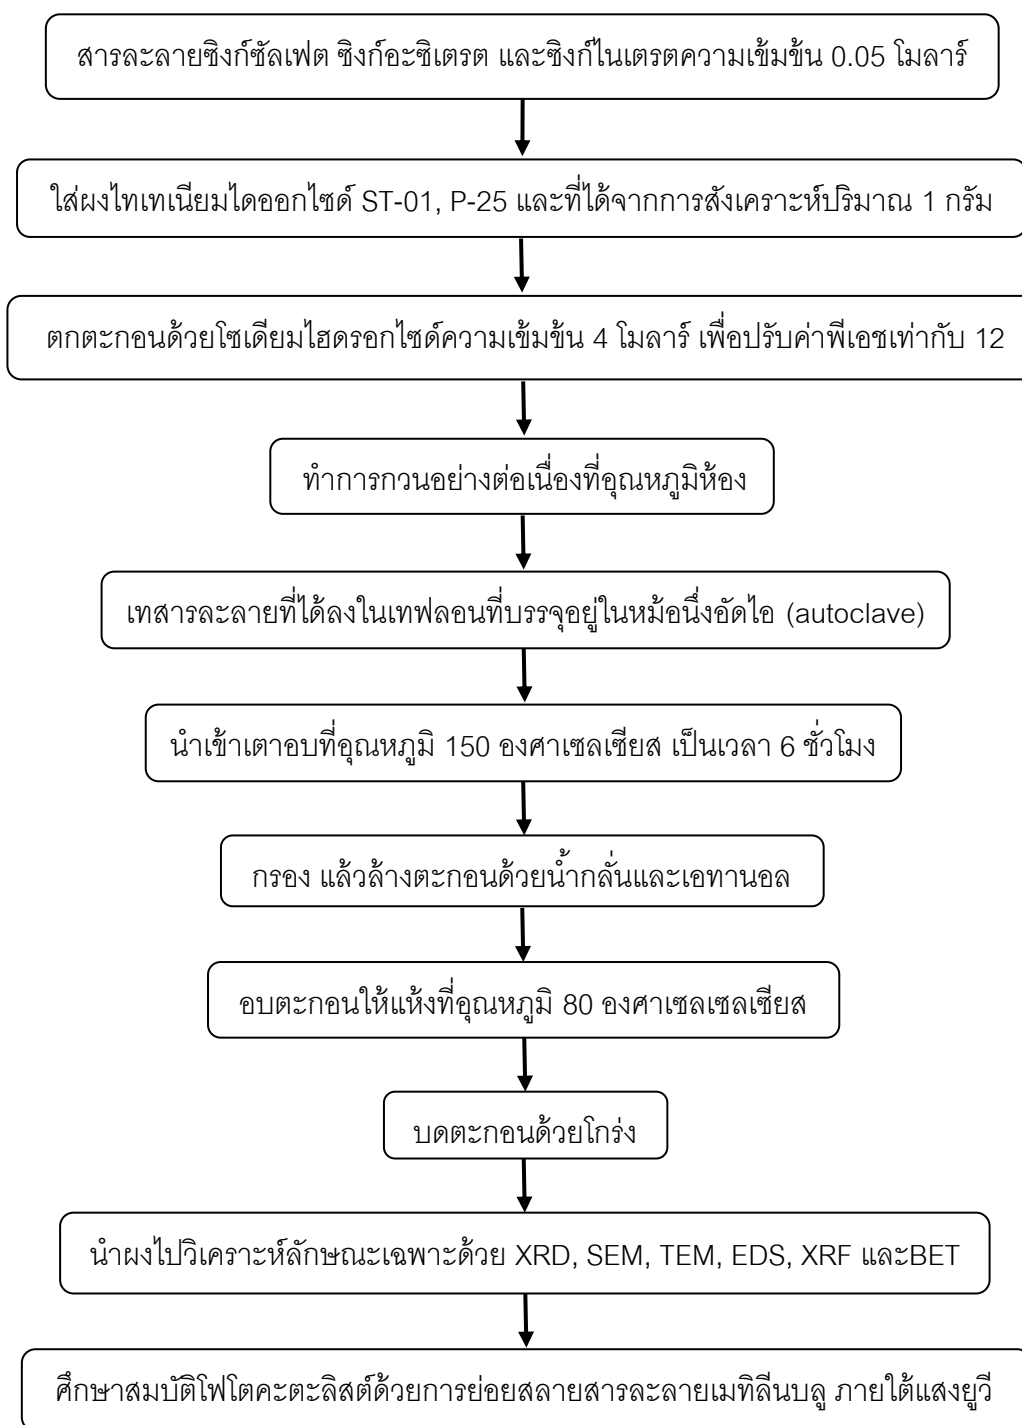 สารละลายซิงก์ซัลเฟต ซิงก์อะซิเตรต และซิงก์ไนเตรตความเข้มข้น 0.05 โมลาร์
ใส่ผงไทเทเนียมไดออกไซด์ ST-01, P-25 และที่ได้จากการสังเคราะห์ปริมาณ 1 กรัม
ตกตะกอนด้วยโซเดียมไฮดรอกไซด์ความเข้มข้น 4 โมลาร์ เพื่อปรับค่าพีเอชเท่ากับ 12
ทำการกวนอย่างต่อเนื่องที่อุณหภูมิห้อง
เทสารละลายที่ได้ลงในเทฟลอนที่บรรจุอยู่ในหม้อนึ่งอัดไอ (autoclave)
นำเข้าเตาอบที่อุณหภูมิ 150 องศาเซลเซียส เป็นเวลา 6 ชั่วโมง
กรอง แล้วล้างตะกอนด้วยน้ำกลั่นและเอทานอล
อบตะกอนให้แห้งที่อุณหภูมิ 80 องศาเซลเซลเซียส
บดตะกอนด้วยโกร่ง
นำผงไปวิเคราะห์ลักษณะเฉพาะด้วย XRD, SEM, TEM, EDS, XRF และBET
ศึกษาสมบัติโฟโตคะตะลิสต์ด้วยการย่อยสลายสารละลายเมทิลีนบลู ภายใต้แสงยูวี